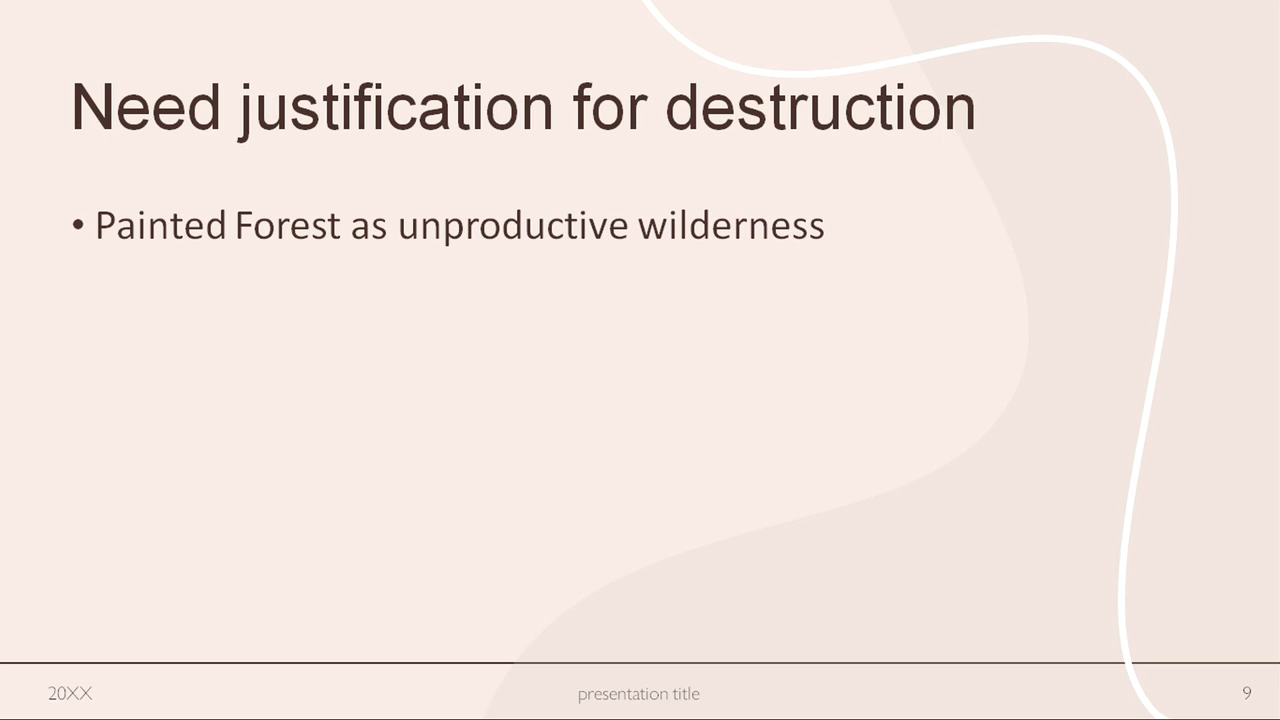 Need justification for destruction
• Painted Forest as unproductive wilderness
20XX
presentation title
9